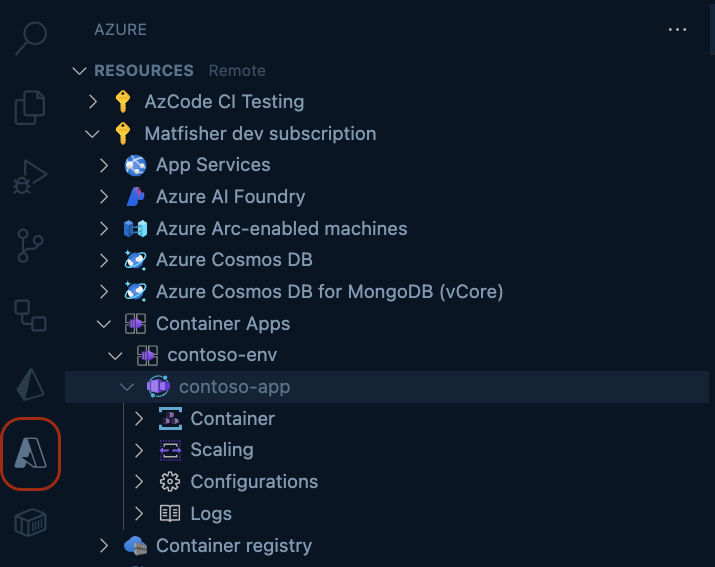 AZURE
RESOURCES Remote
AzCode CI Testing
Matfisher dev subscription
App Services
Azure AI Foundry
Azure Arc-enabled machines
Azure Cosmos DB
Azure Cosmos DB for MongoDB (vCore)
Container Apps
contoso-env
contoso-app
Container
Scaling
Configurations
Logs
Container registry